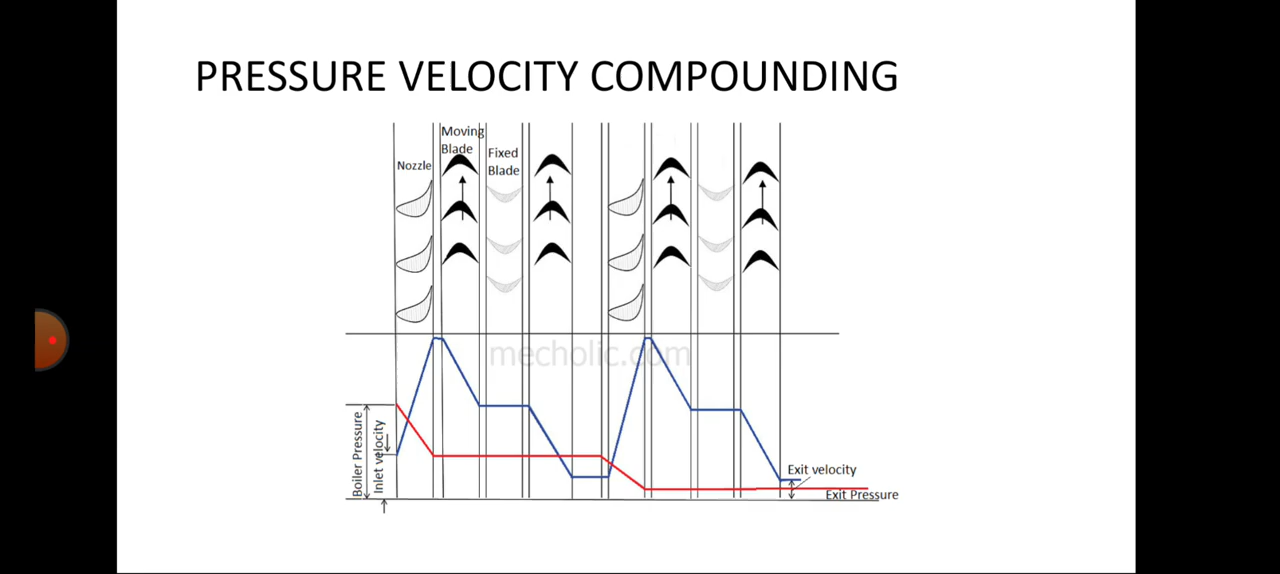 PRESSURE VELOCITY COMPOUNDING
Moving
Blade
Nozzle
Fixed
Blade
mecholic.com
Boiler Pressure
Inlet velocity
Exit velocity
Exit Pressure